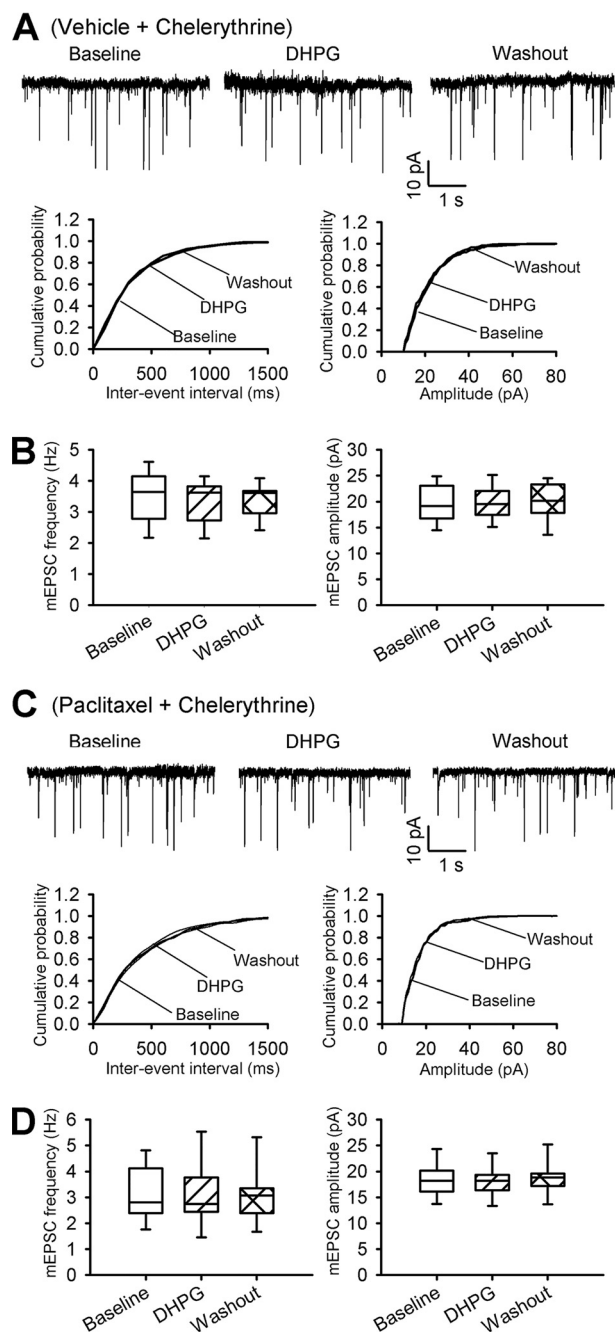 A (Vehicle + Chelerythrine)
Baseline DHPG Washout
10 pA
1 s
Cumulative probability
1.2
1.0
0.8
0.6
0.4
0.2
0.0
Washout
DHPG
Baseline
0 500 1000 1500
Inter-event interval (ms)
Cumulative probability
1.2
1.0
0.8
0.6
0.4
0.2
0.0
Washout
DHPG
Baseline
0 20 40 60 80
Amplitude (pA)
B
mEPSC frequency (Hz)
5
4
3
2
1
0
Baseline DHPG Washout
mEPSC amplitude (pA)
30
25
20
15
10
5
0
Baseline DHPG Washout
C (Paclitaxel + Chelerythrine)
Baseline DHPG Washout
10 pA
1 s
Cumulative probability
1.2
1.0
0.8
0.6
0.4
0.2
0.0
Washout
DHPG
Baseline
0 500 1000 1500
Inter-event interval (ms)
Cumulative probability
1.2
1.0
0.8
0.6
0.4
0.2
0.0
Washout
DHPG
Baseline
0 20 40 60 80
Amplitude (pA)
D
mEPSC frequency (Hz)
6
5
4
3
2
1
0
Baseline DHPG Washout
mEPSC amplitude (pA)
30
25
20
15
10
5
0
Baseline DHPG Washout